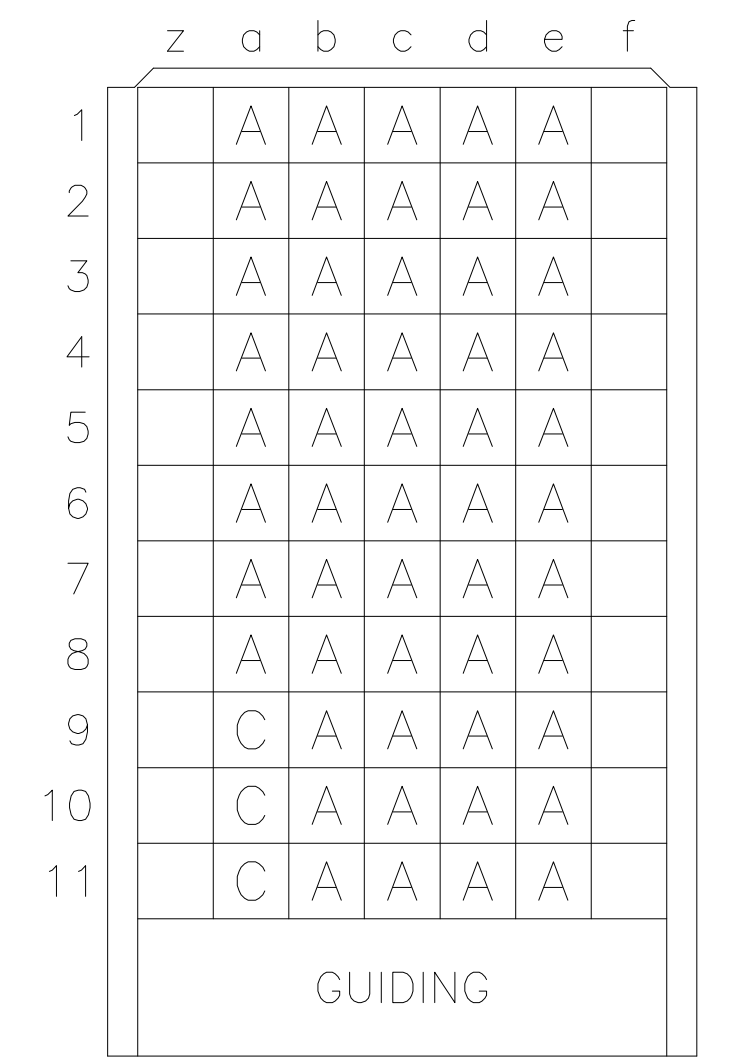 z a b c d e f
1 A A A A A
2 A A A A A
3 A A A A A
4 A A A A A
5 A A A A A
6 A A A A A
7 A A A A A
8 A A A A A
9 C A A A A
10 C A A A A
11 C A A A A
GUIDING